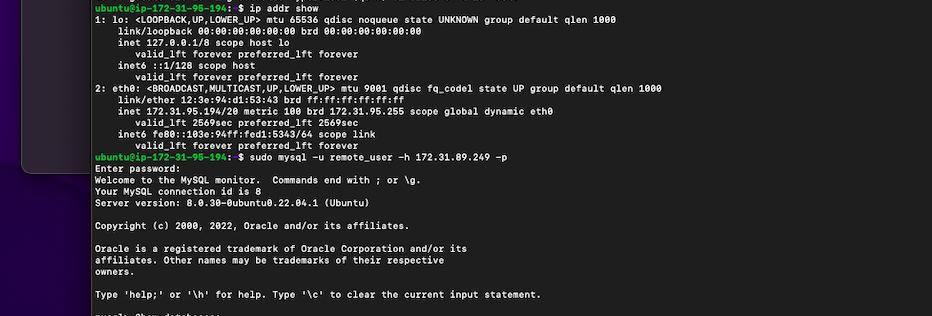 ubuntu@ip-172-31-95-194:~$ ip addr show
1: lo: <LOOPBACK,UP,LOWER_UP> mtu 65536 qdisc noqueue state UNKNOWN group default qlen 1000
link/loopback 00:00:00:00:00:00 brd 00:00:00:00:00:00
inet 127.0.0.1/8 scope host lo
valid_lft forever preferred_lft forever
inet6 ::1/128 scope host
valid_lft forever preferred_lft forever
2: eth0: <BROADCAST,MULTICAST,UP,LOWER_UP> mtu 9001 qdisc fq_codel state UP group default qlen 1000
link/ether 12:3e:94:d1:53:43 brd ff:ff:ff:ff:ff:ff
inet 172.31.95.194/20 metric 100 brd 172.31.95.255 scope global dynamic eth0
valid_lft 2569sec preferred_lft 2569sec
inet6 fe80::103e:94ff:fed1:5343/64 scope link
valid_lft forever preferred_lft forever
ubuntu@ip-172-31-95-194:~$ sudo mysql -u remote_user -h 172.31.89.249 -p
Enter password:
Welcome to the MySQL monitor.  Commands end with ; or \g.
Your MySQL connection id is 8
Server version: 8.0.30-0ubuntu0.22.04.1 (Ubuntu)
Copyright (c) 2000, 2022, Oracle and/or its affiliates.
Oracle is a registered trademark of Oracle Corporation and/or its
affiliates. Other names may be trademarks of their respective
owners.
Type 'help;' or '\h' for help. Type '\c' to clear the current input statement.